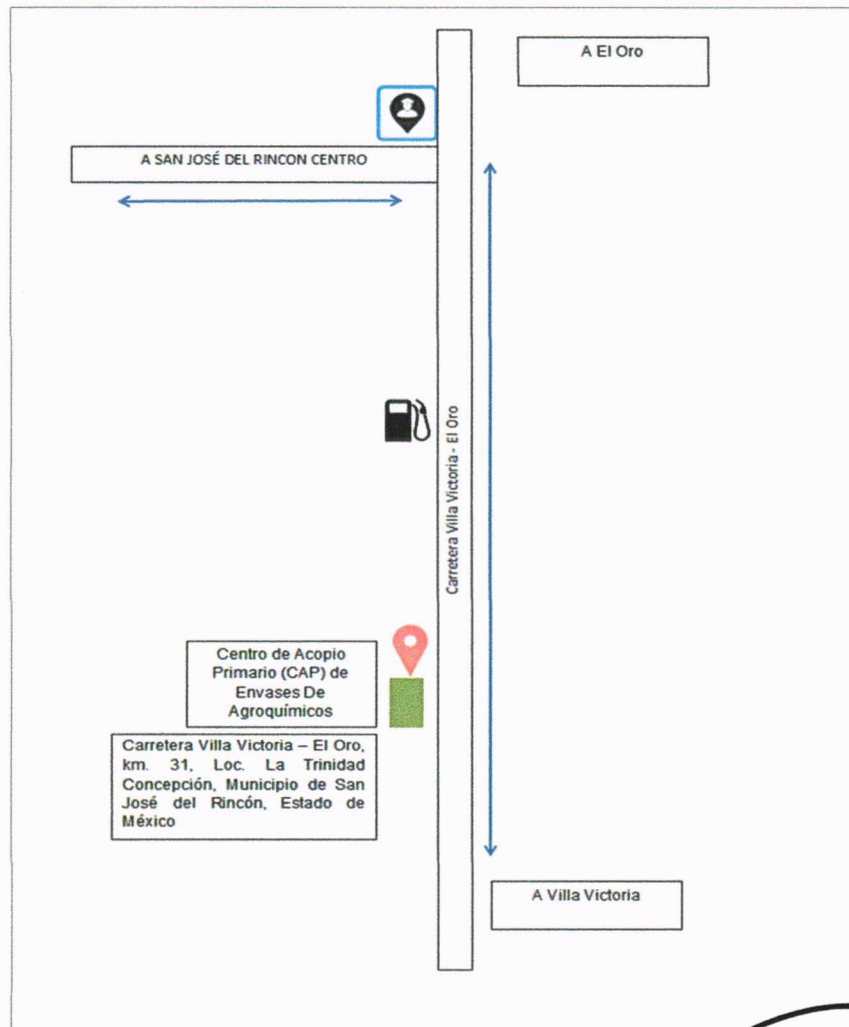 A El Oro
A SAN JOSÉ DEL RINCON CENTRO
Carretera Villa Victoria - El Oro
Centro de Acopio
Primario (CAP) de
Envases De
Agroquímicos
Carretera Villa Victoria – El Oro,
km. 31, Loc. La Trinidad
Concepción, Municipio de San
José del Rincón, Estado de
México
A Villa Victoria